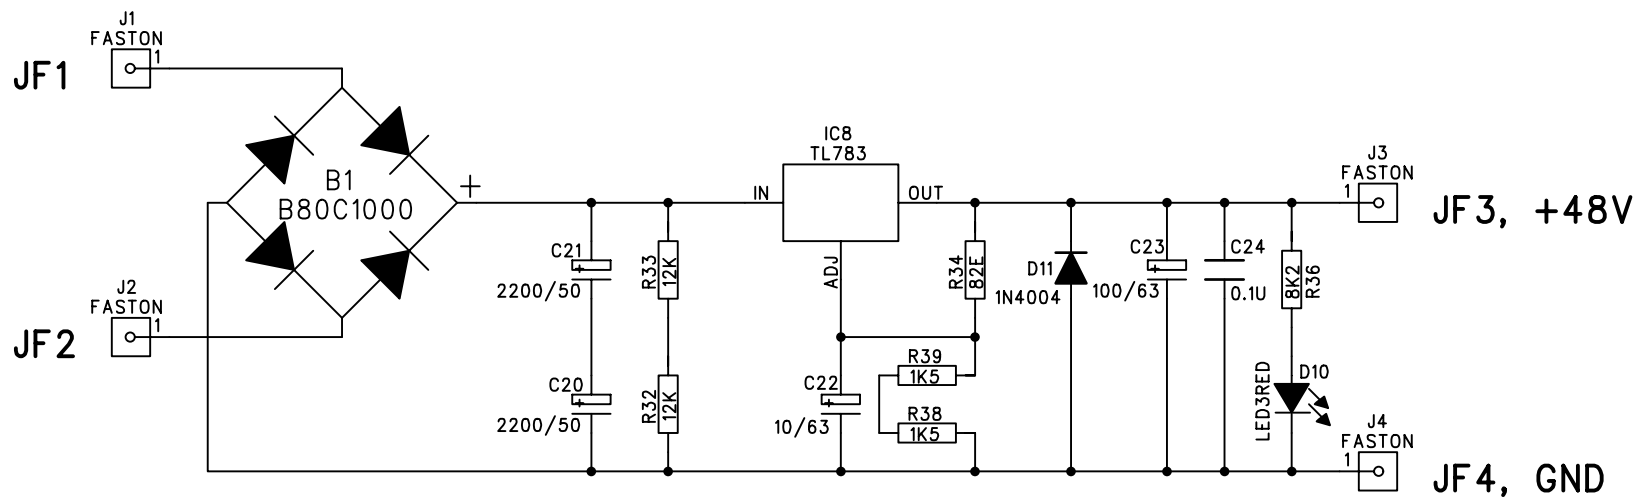 J1
FASTON
1
JF1
B1
B80C1000
+
J2
FASTON
1
JF2
C21
+
2200/50
R33
12K
C20
+
2200/50
R32
12K
IC8
TL783
IN
OUT
ADJ
R34
82E
C22
+
10/63
R39
1K5
R38
1K5
D11
1N4004
C23
+
100/63
C24
0.1U
8K2
R36
D10
LED3RED
J3
FASTON
1
JF3, +48V
J4
FASTON
1
JF4, GND